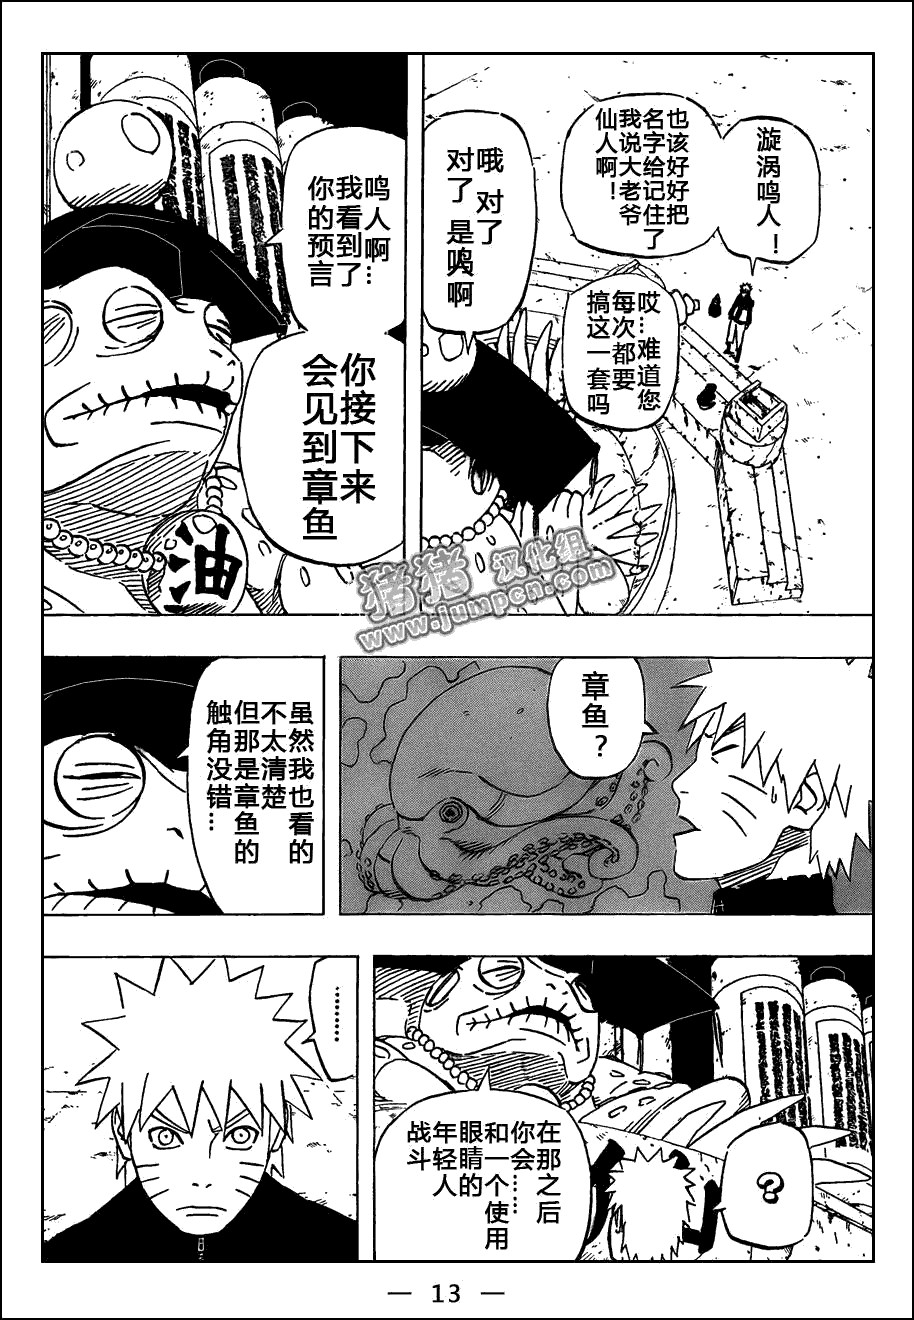 漩涡鸣人！
也该好好把
名字给记住了
我说大老爷
仙人啊！
哎…难道您
每次都要
搞这一套吗
哦 对了
对了 是鸣人啊
鸣人啊…
我看到了
你的预言
你接下来
会见到章鱼
油
猪猪汉化组
www.jumpcn.com
章鱼？
虽然我也看的
不太清楚
但那是章鱼的
触角没错…
？
在那之后
你会……
和一个使用
眼睛的
年轻人
战斗
………
— 13 —